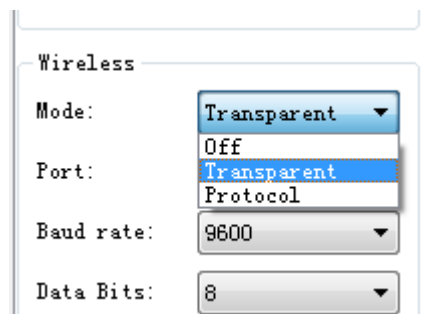 Wireless
Mode: Transparent
Off
Port: Transparent
Protocol
Baud rate: 9600
Data Bits: 8